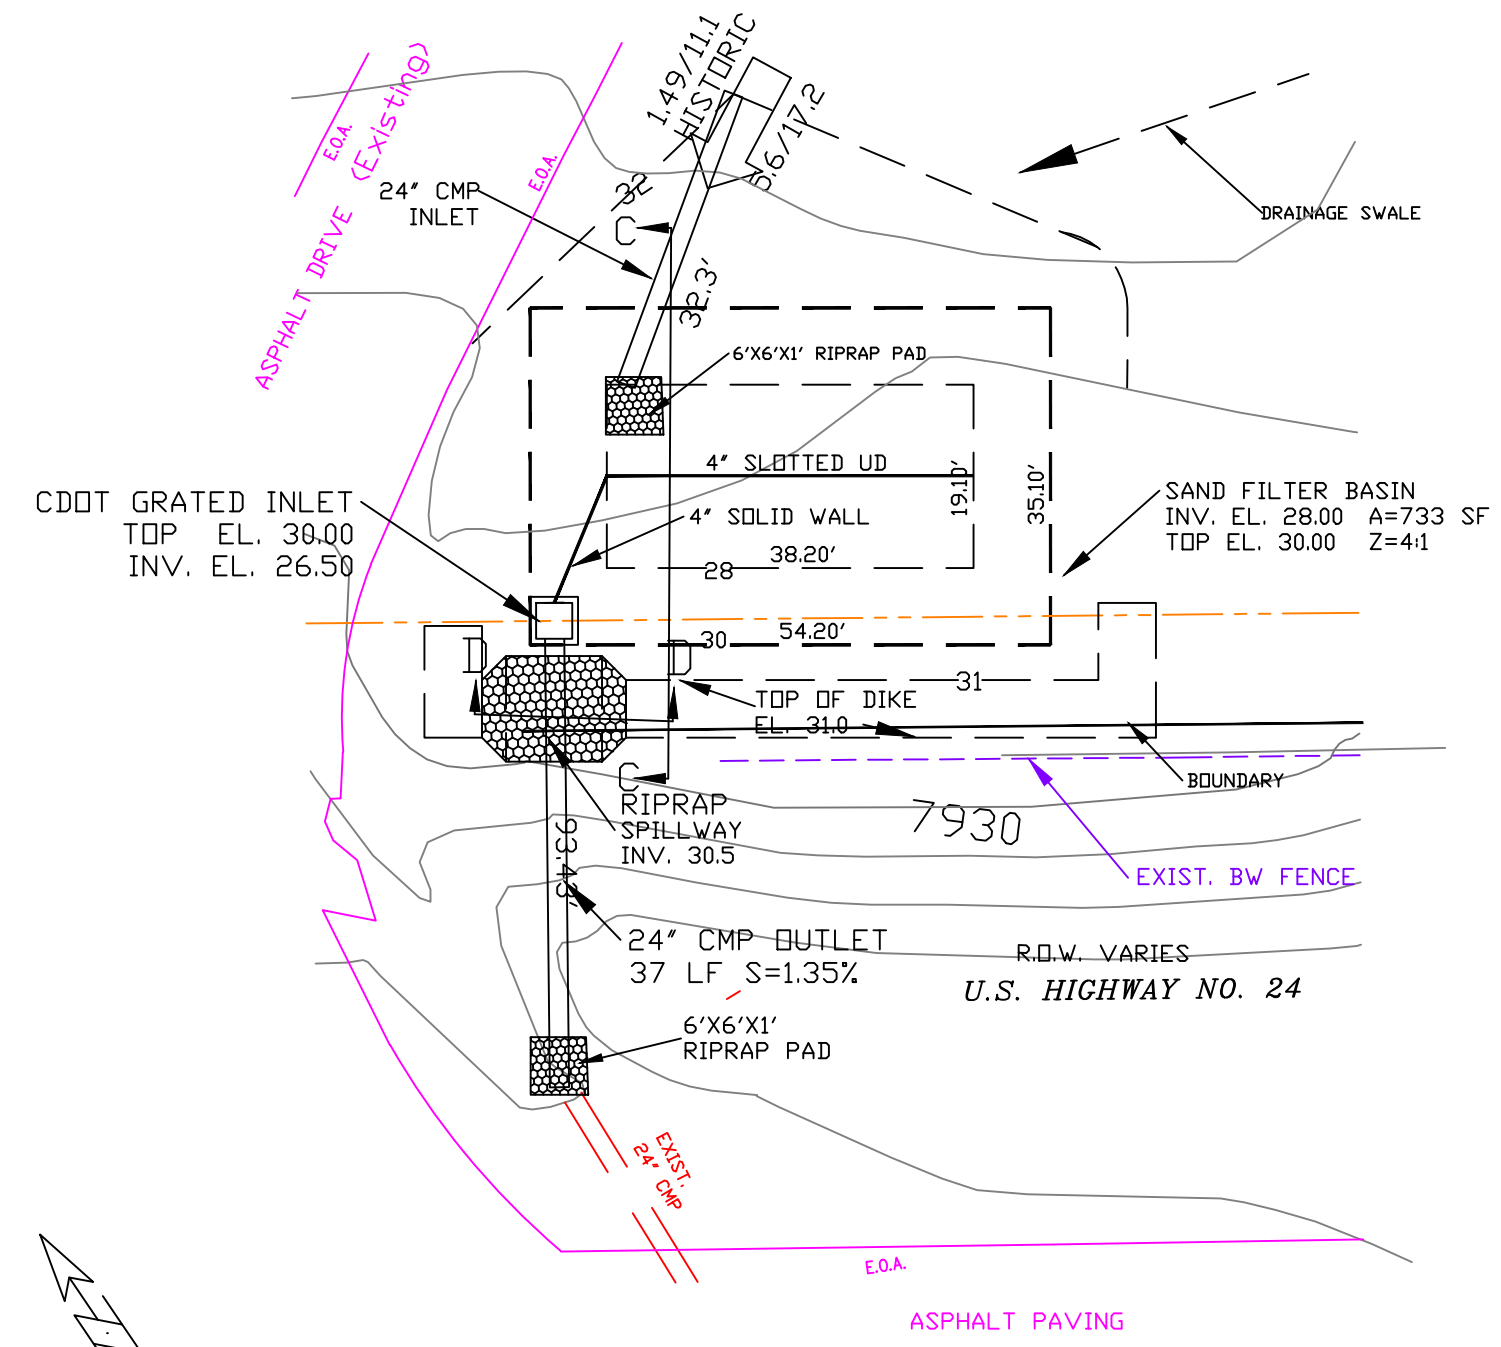 1.49/11.1
HISTORIC
5.6/17.2
E.O.A.
ASPHALT DRIVE (Existing)
E.O.A.
24" CMP
INLET
32
C
32.3'
DRAINAGE SWALE
6'X6'X1' RIPRAP PAD
4" SLOTTED UD
19.10'
35.10'
4" SOLID WALL
38.20'
28
CDOT GRATED INLET
TOP EL. 30.00
INV. EL. 26.50
SAND FILTER BASIN
INV. EL. 28.00 A=733 SF
TOP EL. 30.00 Z=4:1
54.20'
30
D
D
31
TOP OF DIKE
EL. 31.0
BOUNDARY
C
RIPRAP
SPILLWAY
INV. 30.5
7930
93.43'
EXIST. BW FENCE
24" CMP OUTLET
37 LF S=1.35%
R.O.W. VARIES
U.S. HIGHWAY NO. 24
6'X6'X1'
RIPRAP PAD
EXIST.
24" CMP
E.O.A.
ASPHALT PAVING